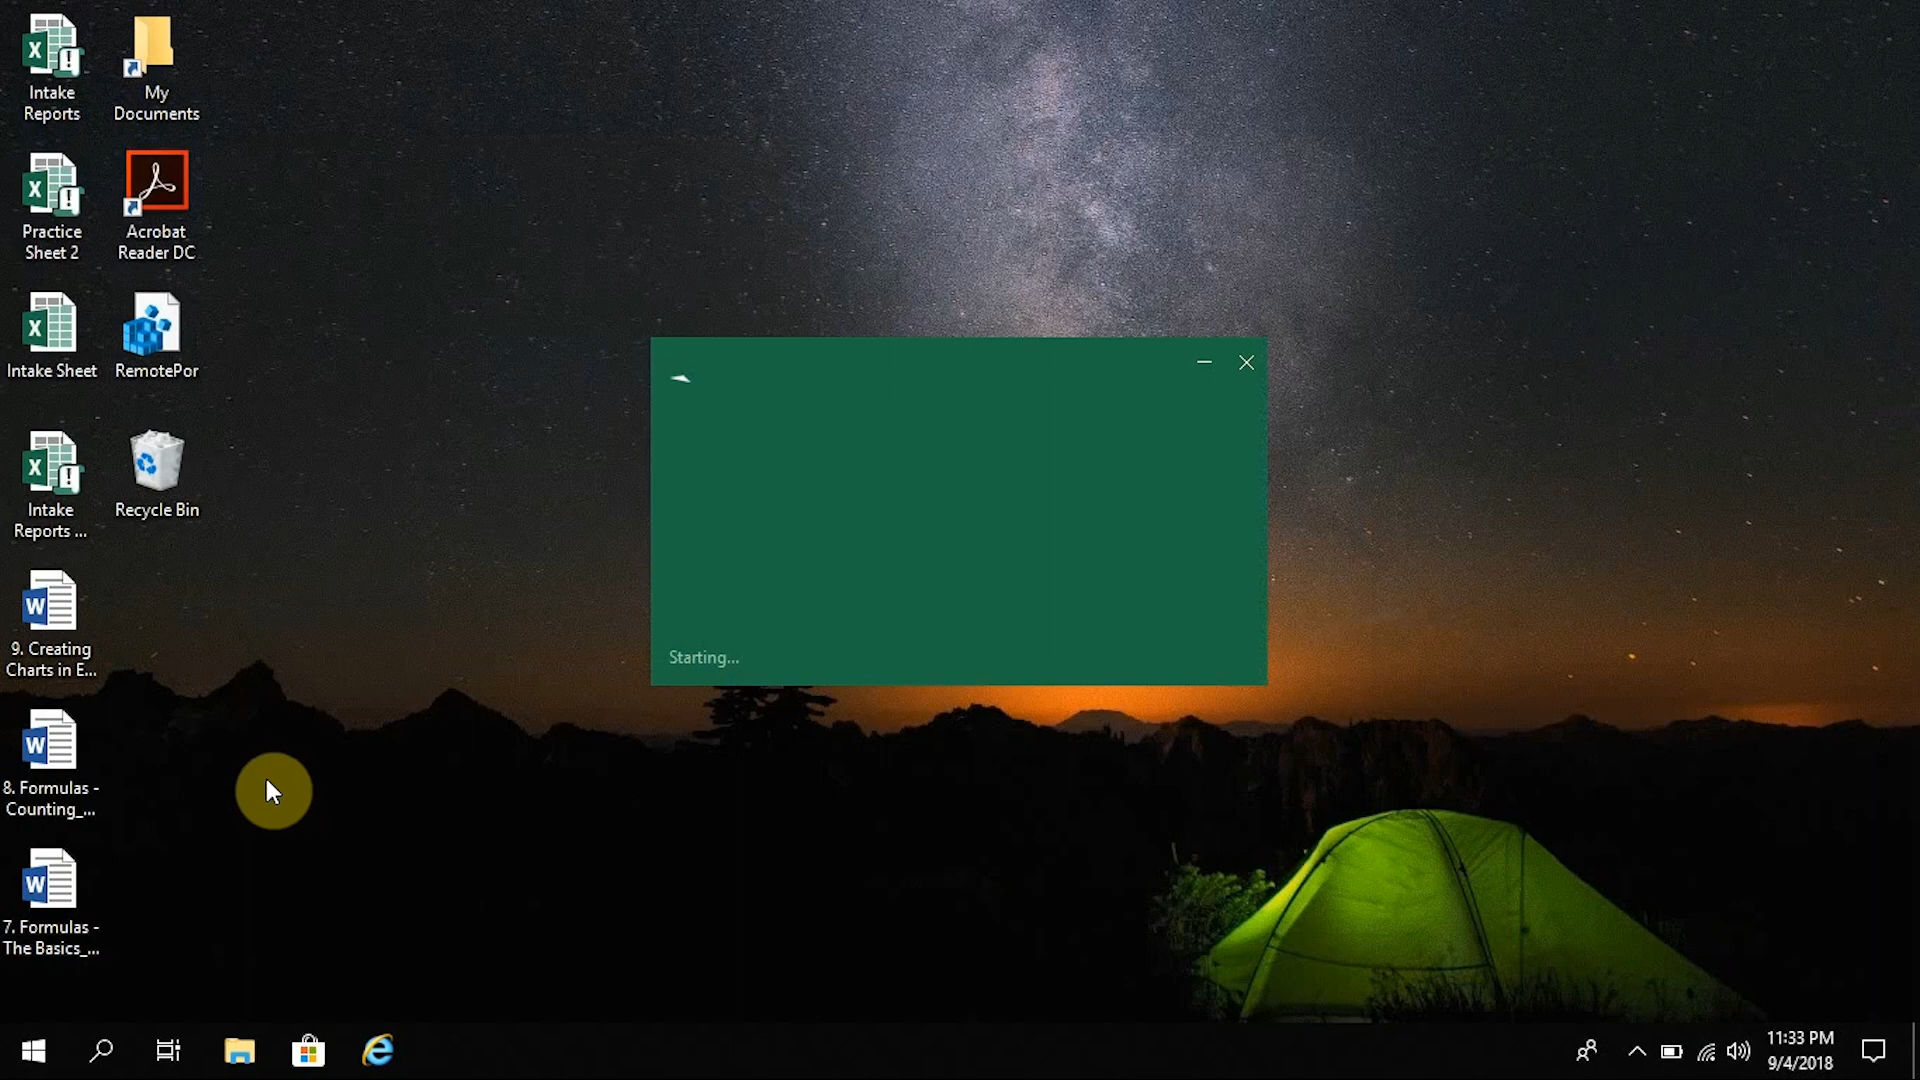 Intake
Reports
My
Documents
Practice
Sheet 2
Acrobat
Reader DC
Intake Sheet
RemotePor
Intake
Reports ...
Recycle Bin
9. Creating
Charts in E...
8. Formulas -
Counting_...
7. Formulas -
The Basics_...
Starting...
11:33 PM
9/4/2018